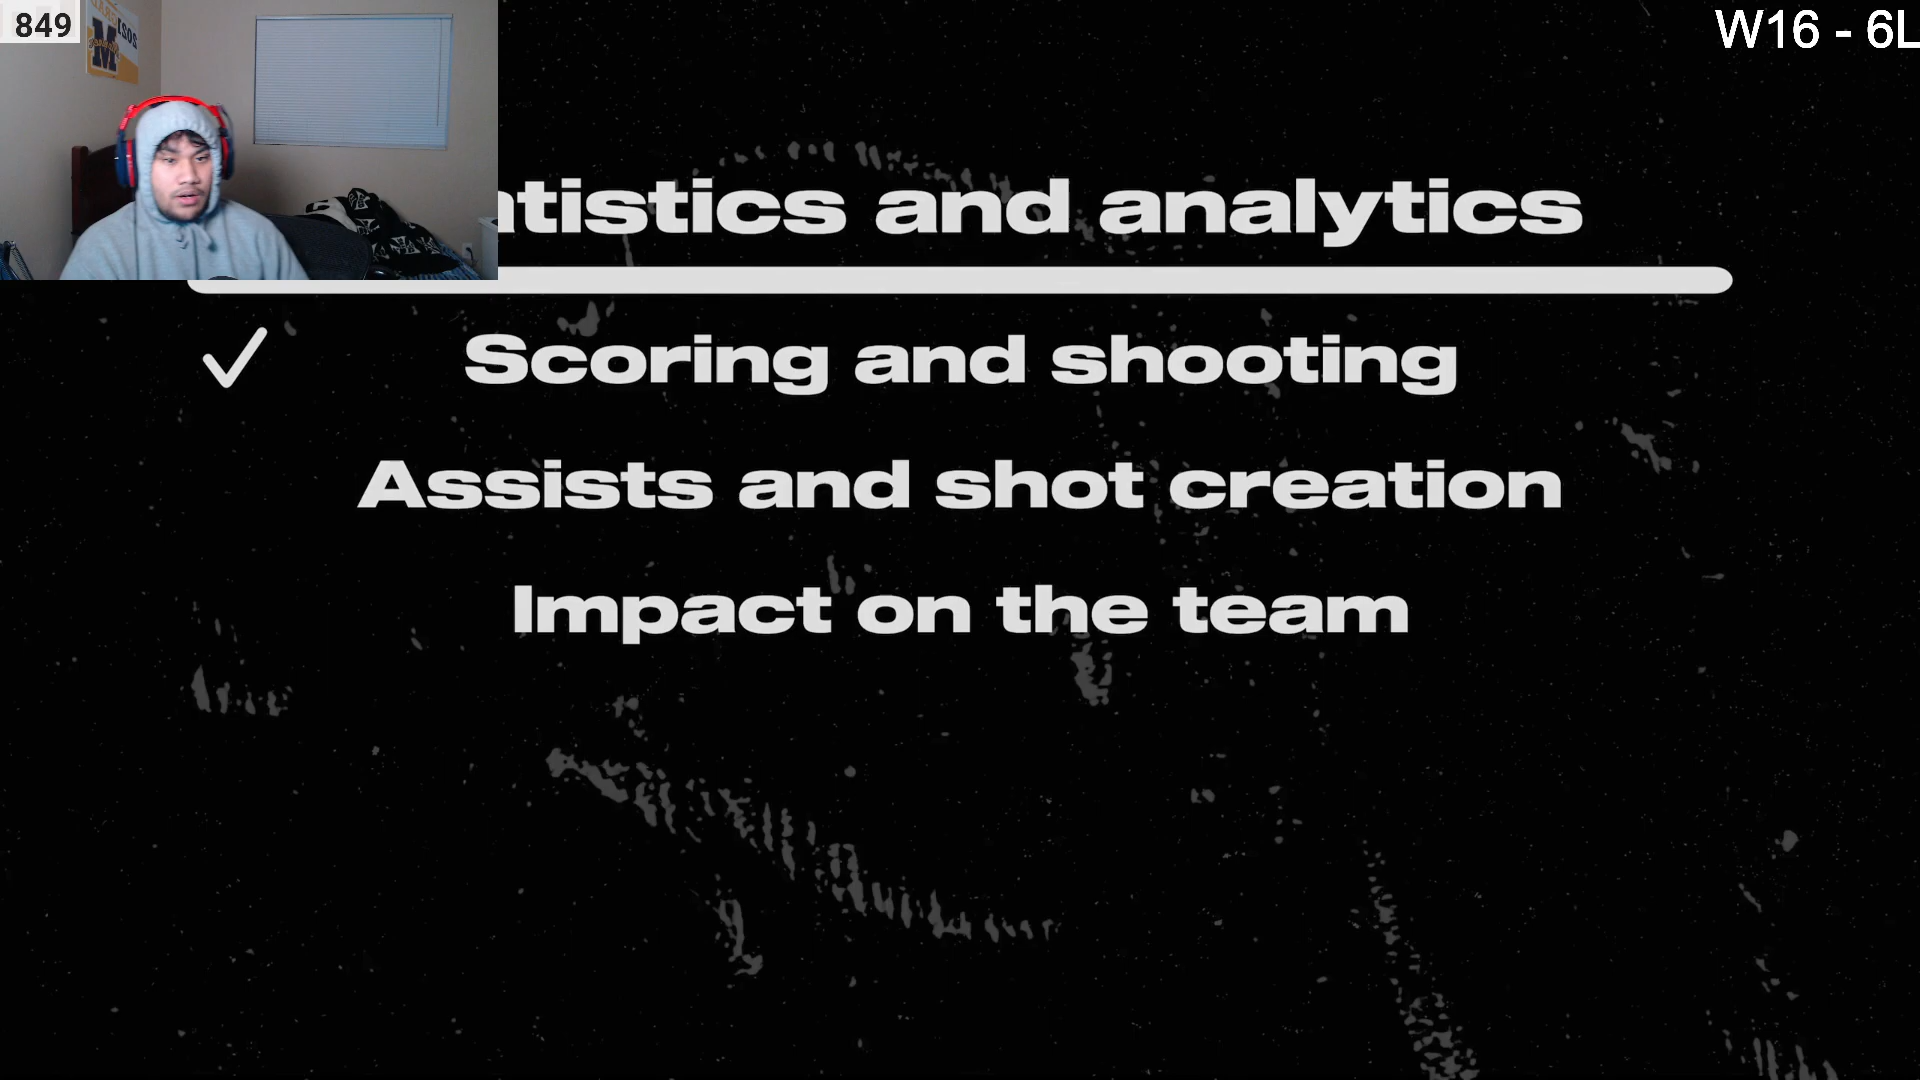 849
W16 - 6L
atistics and analytics
Scoring and shooting
Assists and shot creation
Impact on the team